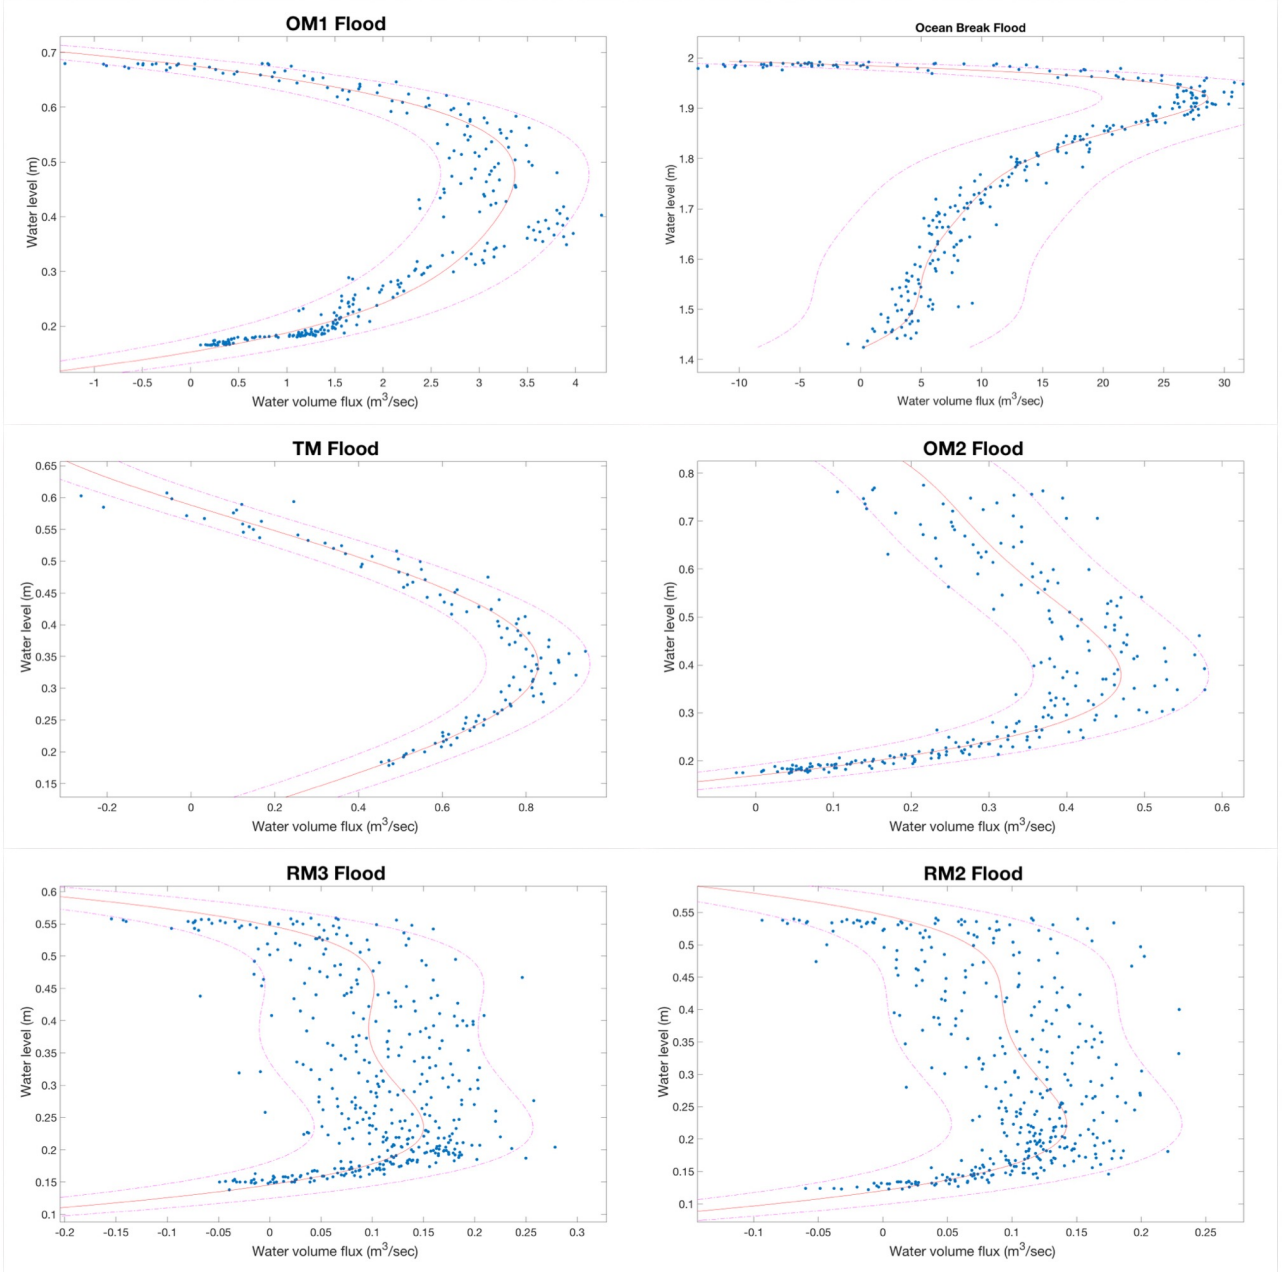 OM1 Flood
0.7
0.6
0.5
0.4
0.3
0.2
Water level (m)
-1 -0.5 0 0.5 1 1.5 2 2.5 3 3.5 4
Water volume flux (m³/sec)
Ocean Break Flood
2
1.9
1.8
1.7
1.6
1.5
1.4
Water level (m)
-10 -5 0 5 10 15 20 25 30
Water volume flux (m³/sec)
TM Flood
0.65
0.6
0.55
0.5
0.45
0.4
0.35
0.3
0.25
0.2
0.15
Water level (m)
-0.2 0 0.2 0.4 0.6 0.8
Water volume flux (m³/sec)
OM2 Flood
0.8
0.7
0.6
0.5
0.4
0.3
0.2
Water level (m)
0 0.1 0.2 0.3 0.4 0.5 0.6
Water volume flux (m³/sec)
RM3 Flood
0.6
0.55
0.5
0.45
0.4
0.35
0.3
0.25
0.2
0.15
0.1
Water level (m)
-0.2 -0.15 -0.1 -0.05 0 0.05 0.1 0.15 0.2 0.25 0.3
Water volume flux (m³/sec)
RM2 Flood
0.55
0.5
0.45
0.4
0.35
0.3
0.25
0.2
0.15
0.1
Water level (m)
-0.1 -0.05 0 0.05 0.1 0.15 0.2 0.25
Water volume flux (m³/sec)